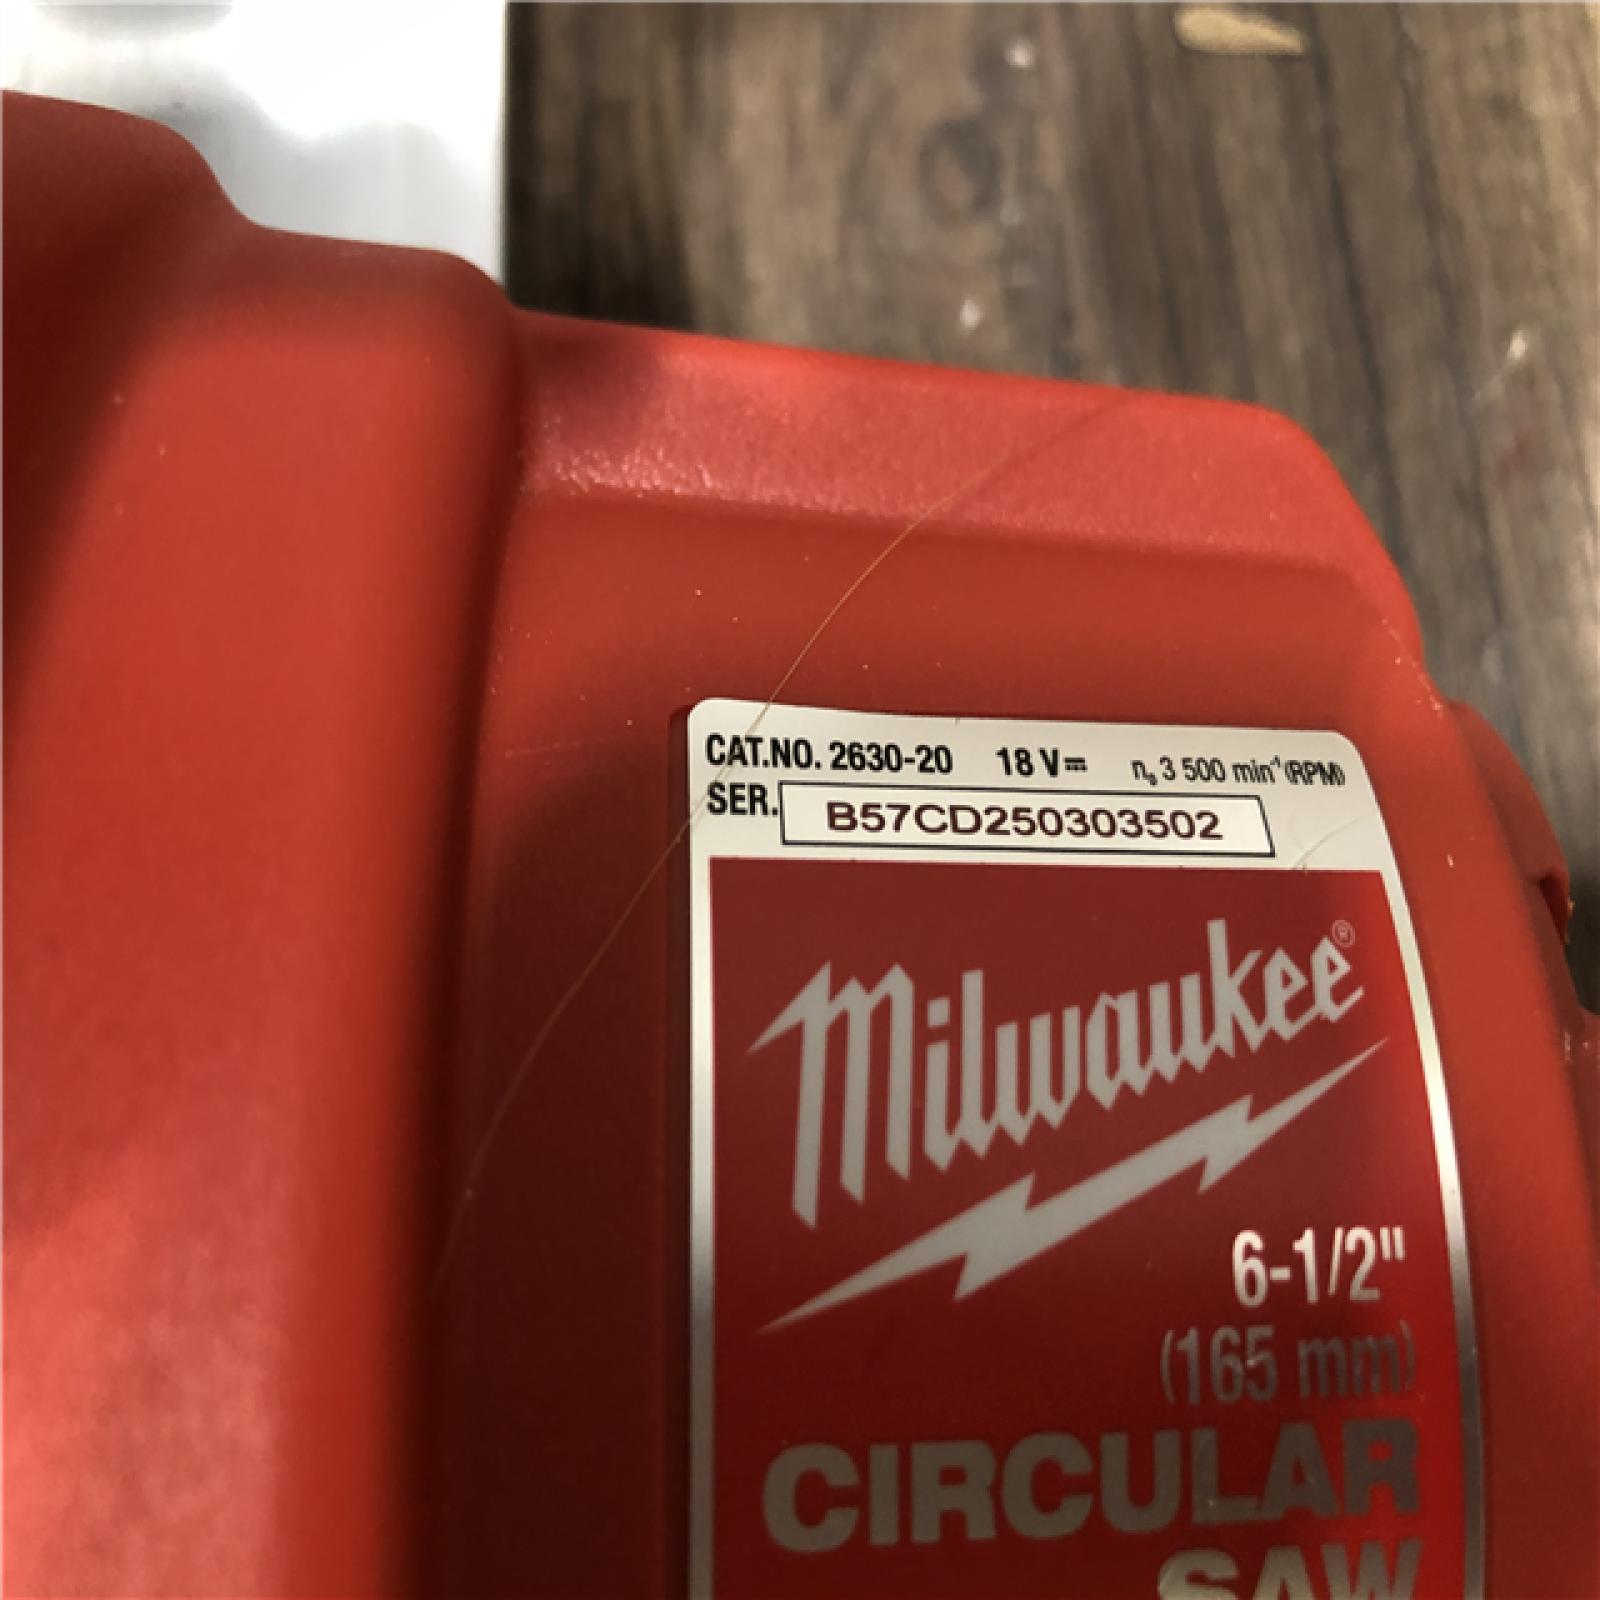 CAT.NO. 2630-20 18 V⎓ n₀ 3 500 min⁻¹ (RPM)
SER. B57CD250303502
Milwaukee®
6-1/2"
(165 mm)
CIRCULAR
SAW